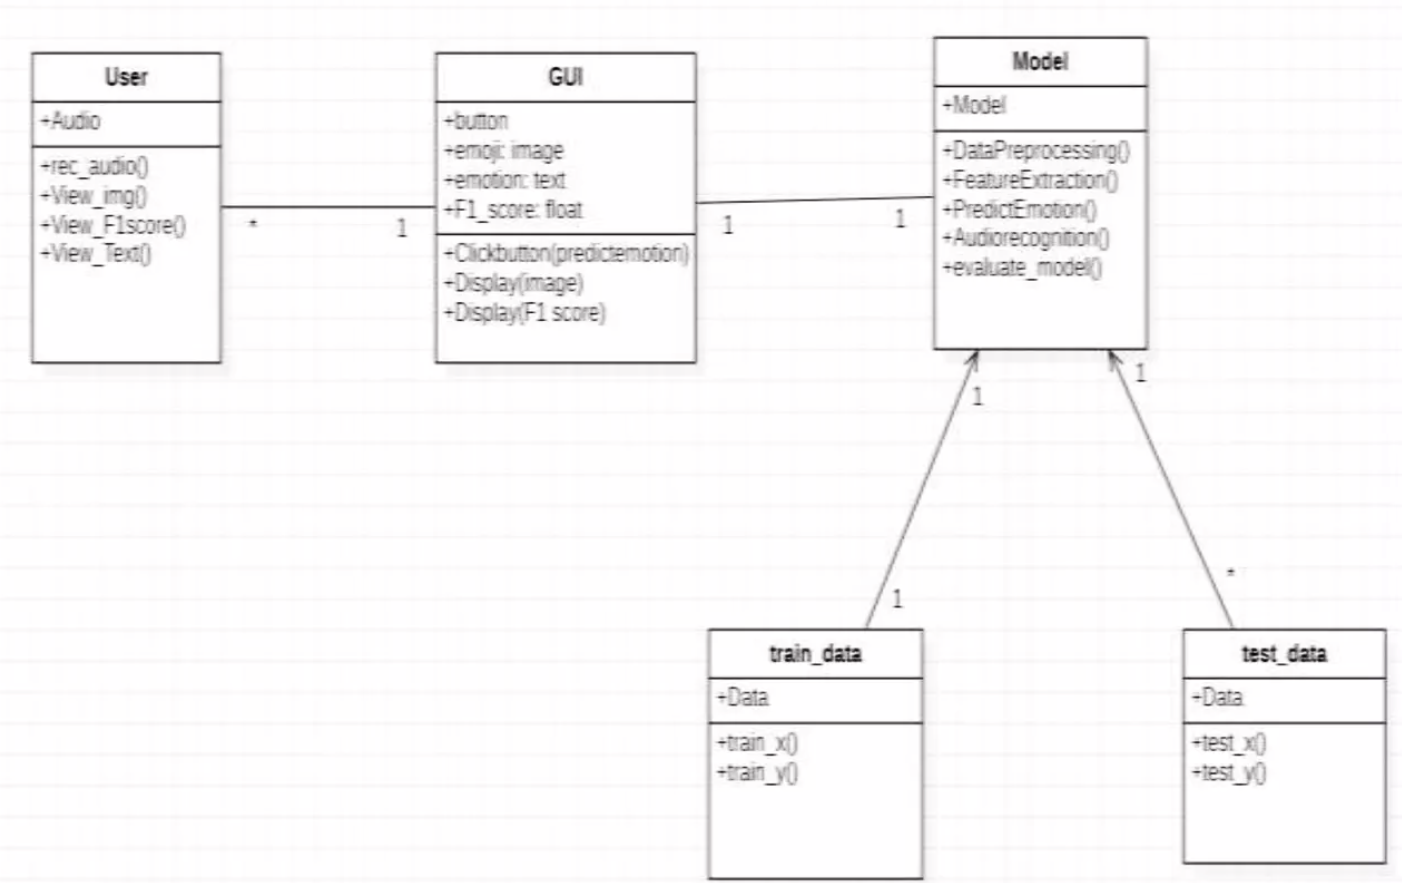 User
+Audio
+rec_audio()
+View_img()
+View_F1score()
+View_Text()
*
1
GUI
+button
+emoji: image
+emotion: text
+F1_score: float
+Clickbutton(predictemotion)
+Display(image)
+Display(F1 score)
1
1
Model
+Model
+DataPreprocessing()
+FeatureExtraction()
+PredictEmotion()
+Audiorecognition()
+evaluate_model()
1
1
1
*
train_data
+Data
+train_x()
+train_y()
test_data
+Data
+test_x()
+test_y()